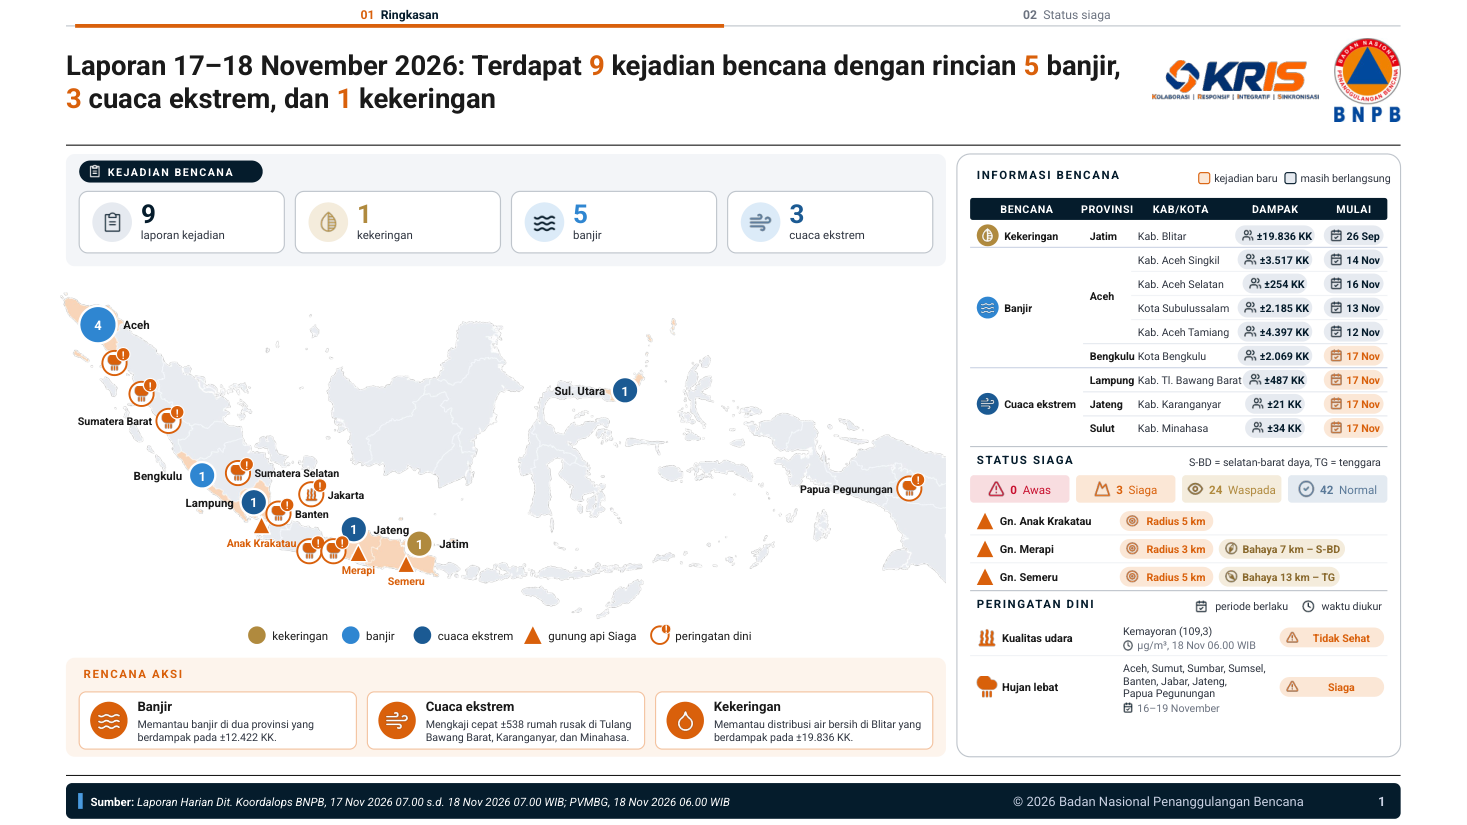 01 Ringkasan
02 Status siaga
Laporan 17–18 November 2026: Terdapat 9 kejadian bencana dengan rincian 5 banjir,
3 cuaca ekstrem, dan 1 kekeringan
KRIS
KOLABORASI | RESPONSIF | INTEGRATIF | SINKRONISASI
BADAN NASIONAL
PENANGGULANGAN BENCANA
BNPB
KEJADIAN BENCANA
9
laporan kejadian
1
kekeringan
5
banjir
3
cuaca ekstrem
4
Aceh
Sumatera Barat
Bengkulu
1
Sumatera Selatan
Lampung
1
Jakarta
Banten
Anak Krakatau
1
Jateng
Merapi
1
Jatim
Semeru
Sul. Utara
1
Papua Pegunungan
kekeringan
banjir
cuaca ekstrem
gunung api Siaga
peringatan dini
RENCANA AKSI
Banjir
Memantau banjir di dua provinsi yang
berdampak pada ±12.422 KK.
Cuaca ekstrem
Mengkaji cepat ±538 rumah rusak di Tulang
Bawang Barat, Karanganyar, dan Minahasa.
Kekeringan
Memantau distribusi air bersih di Blitar yang
berdampak pada ±19.836 KK.
INFORMASI BENCANA
kejadian baru
masih berlangsung
BENCANA PROVINSI KAB/KOTA DAMPAK MULAI
Kekeringan Jatim Kab. Blitar ±19.836 KK 26 Sep
Banjir Aceh Kab. Aceh Singkil ±3.517 KK 14 Nov
Kab. Aceh Selatan ±254 KK 16 Nov
Kota Subulussalam ±2.185 KK 13 Nov
Kab. Aceh Tamiang ±4.397 KK 12 Nov
Bengkulu Kota Bengkulu ±2.069 KK 17 Nov
Cuaca ekstrem Lampung Kab. Tl. Bawang Barat ±487 KK 17 Nov
Jateng Kab. Karanganyar ±21 KK 17 Nov
Sulut Kab. Minahasa ±34 KK 17 Nov
STATUS SIAGA
S-BD = selatan-barat daya, TG = tenggara
0 Awas
3 Siaga
24 Waspada
42 Normal
Gn. Anak Krakatau Radius 5 km
Gn. Merapi Radius 3 km Bahaya 7 km – S-BD
Gn. Semeru Radius 5 km Bahaya 13 km – TG
PERINGATAN DINI
periode berlaku
waktu diukur
Kualitas udara
Kemayoran (109,3)
µg/m³, 18 Nov 06.00 WIB
Tidak Sehat
Hujan lebat
Aceh, Sumut, Sumbar, Sumsel,
Banten, Jabar, Jateng,
Papua Pegunungan
16–19 November
Siaga
Sumber: Laporan Harian Dit. Koordalops BNPB, 17 Nov 2026 07.00 s.d. 18 Nov 2026 07.00 WIB; PVMBG, 18 Nov 2026 06.00 WIB
© 2026 Badan Nasional Penanggulangan Bencana
1